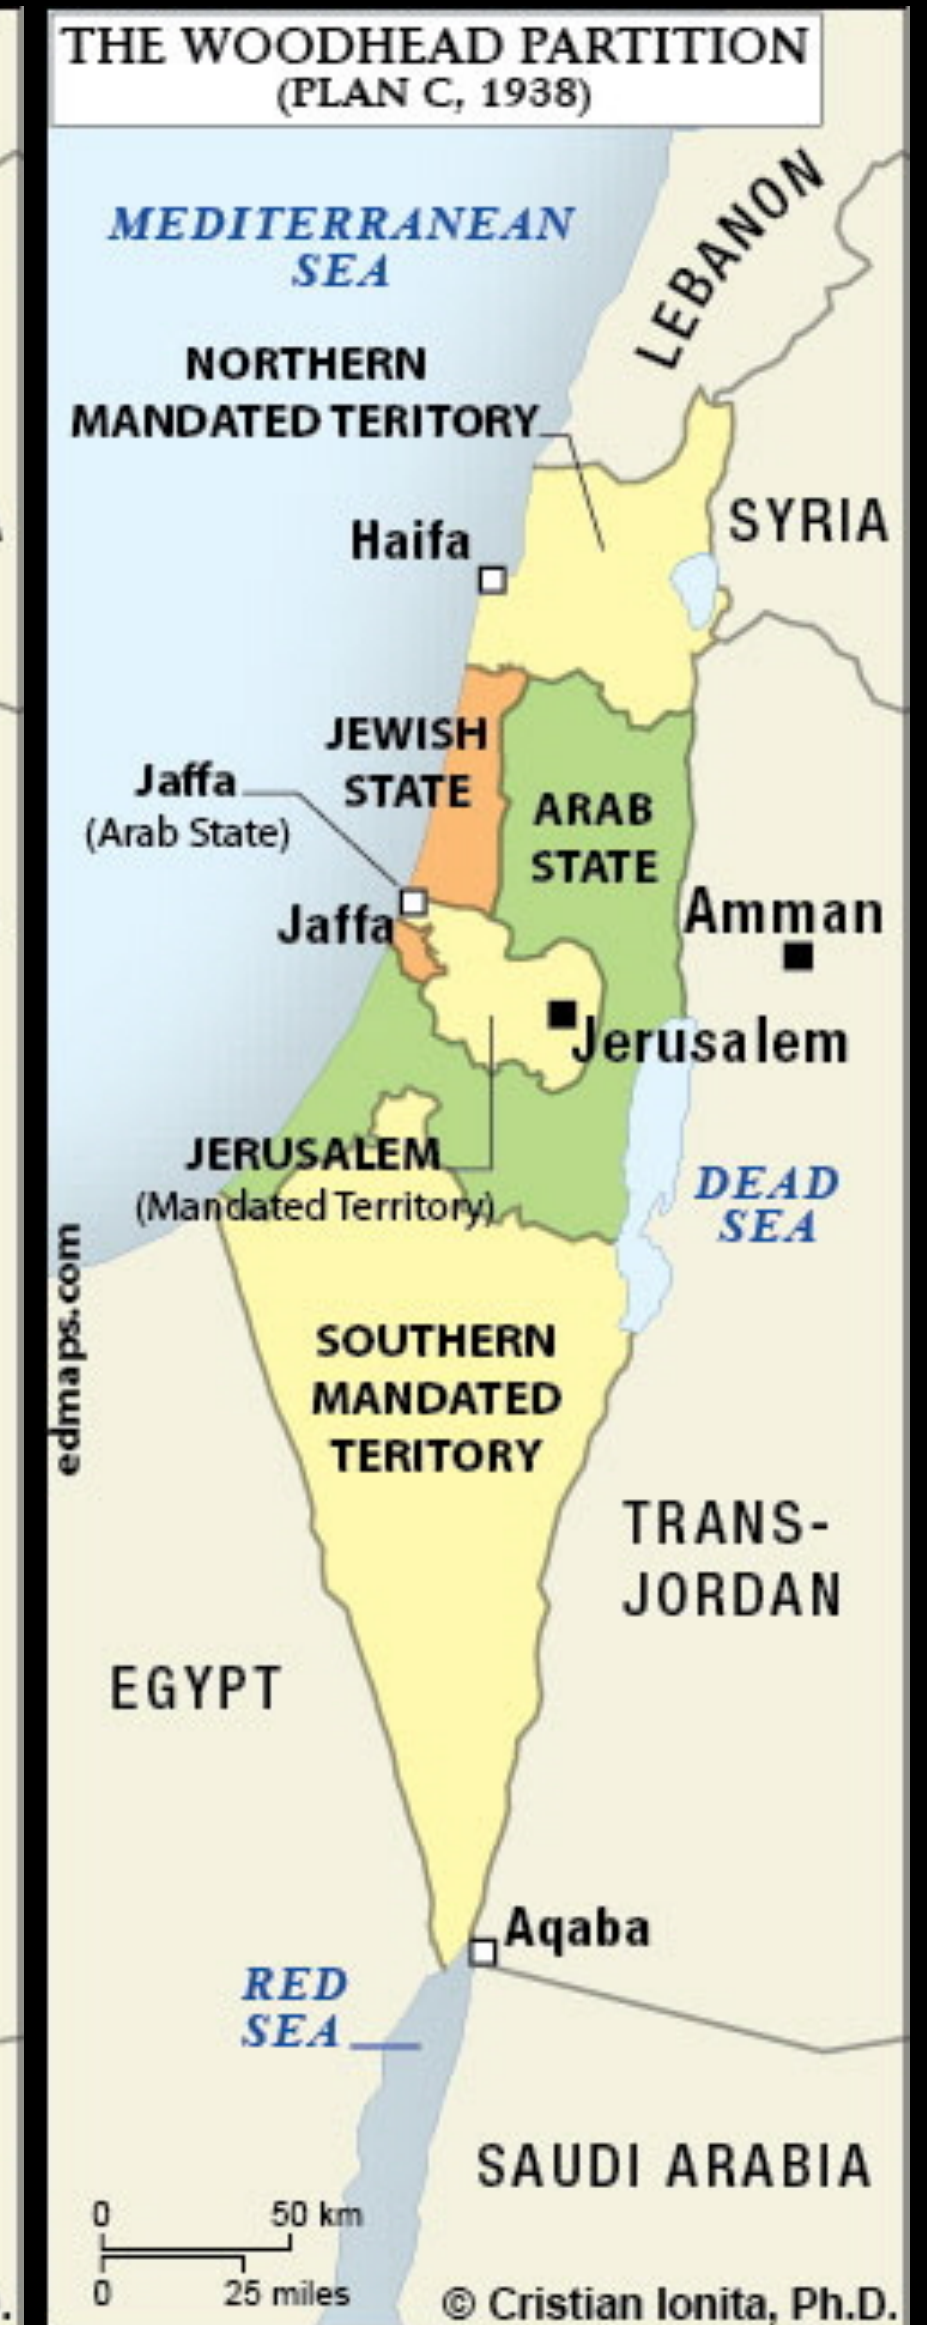 THE WOODHEAD PARTITION
(PLAN C, 1938)
MEDITERRANEAN
SEA
LEBANON
NORTHERN
MANDATED TERITORY
SYRIA
Haifa
JEWISH
STATE
Jaffa
(Arab State)
ARAB
STATE
Amman
Jaffa
Jerusalem
JERUSALEM
(Mandated Territory)
DEAD
SEA
edmaps.com
SOUTHERN
MANDATED
TERITORY
TRANS-
JORDAN
EGYPT
Aqaba
RED
SEA
SAUDI ARABIA
0 50 km
0 25 miles
© Cristian Ionita, Ph.D.